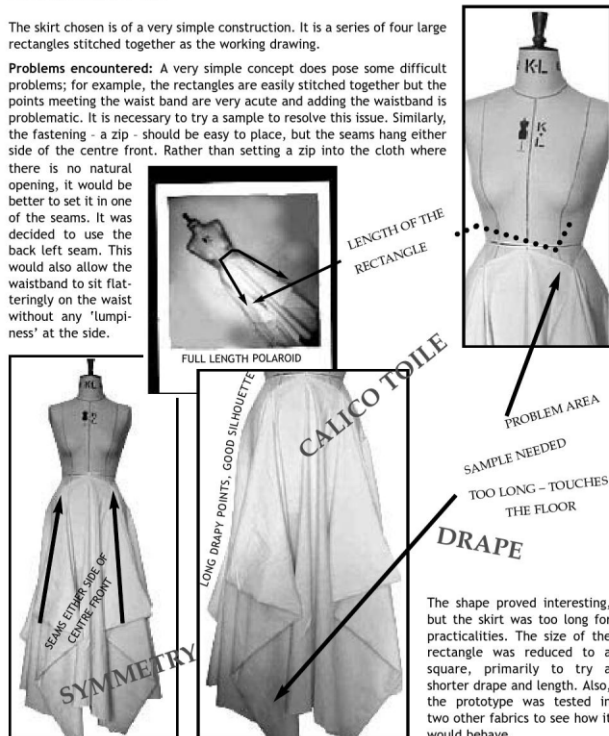 The skirt chosen is of a very simple construction. It is a series of four large
rectangles stitched together as the working drawing.
Problems encountered: A very simple concept does pose some difficult
problems; for example, the rectangles are easily stitched together but the
points meeting the waist band are very acute and adding the waistband is
problematic. It is necessary to try a sample to resolve this issue. Similarly,
the fastening - a zip - should be easy to place, but the seams hang either
side of the centre front. Rather than setting a zip into the cloth where
there is no natural
opening, it would be
better to set it in one
of the seams. It was
decided to use the
back left seam. This
would also allow the
waistband to sit flat-
teringly on the waist
without any ‘lumpi-
ness’ at the side.
FULL LENGTH POLAROID
LENGTH OF THE
RECTANGLE
K·L
K
L
PROBLEM AREA
SAMPLE NEEDED
TOO LONG – TOUCHES
THE FLOOR
CALICO TOILE
DRAPE
LONG DRAPY POINTS, GOOD SILHOUETTE
KL
SEAMS EITHER SIDE OF
CENTRE FRONT
SYMMETRY
The shape proved interesting,
but the skirt was too long for
practicalities. The size of the
rectangle was reduced to a
square, primarily to try a
shorter drape and length. Also,
the prototype was tested in
two other fabrics to see how it
would behave